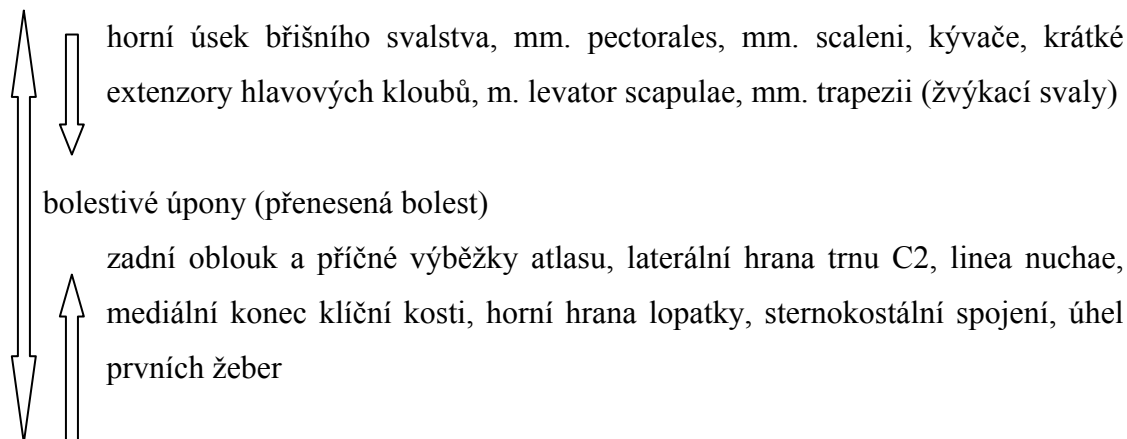 horní úsek břišního svalstva, mm. pectorales, mm. scaleni, kývače, krátké
extenzory hlavových kloubů, m. levator scapulae, mm. trapezii (žvýkací svaly)
bolestivé úpony (přenesená bolest)
zadní oblouk a příčné výběžky atlasu, laterální hrana trnu C2, linea nuchae,
mediální konec klíční kosti, horní hrana lopatky, sternokostální spojení, úhel
prvních žeber